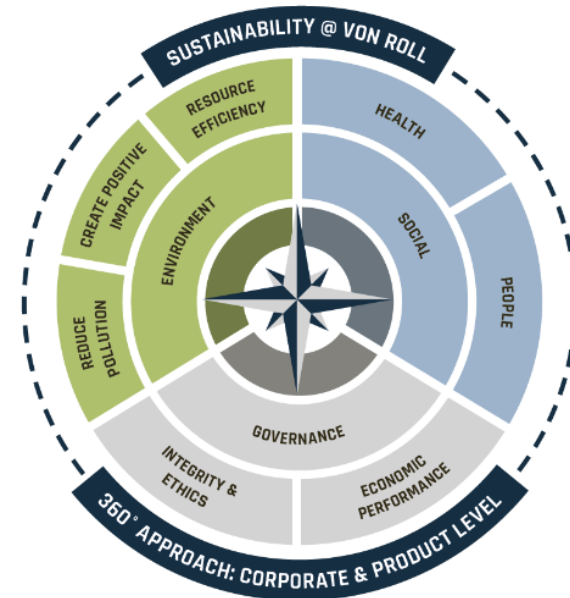 SUSTAINABILITY @ VON ROLL
RESOURCE
EFFICIENCY
HEALTH
CREATE POSITIVE
IMPACT
ENVIRONMENT
SOCIAL
REDUCE
POLLUTION
PEOPLE
GOVERNANCE
INTEGRITY &
ETHICS
ECONOMIC
PERFORMANCE
360° APPROACH: CORPORATE & PRODUCT LEVEL